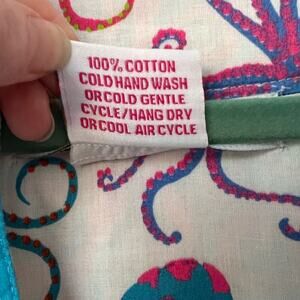 100% COTTON
COLD HAND WASH
OR COLD GENTLE
CYCLE/HANG DRY
OR COOL AIR CYCLE